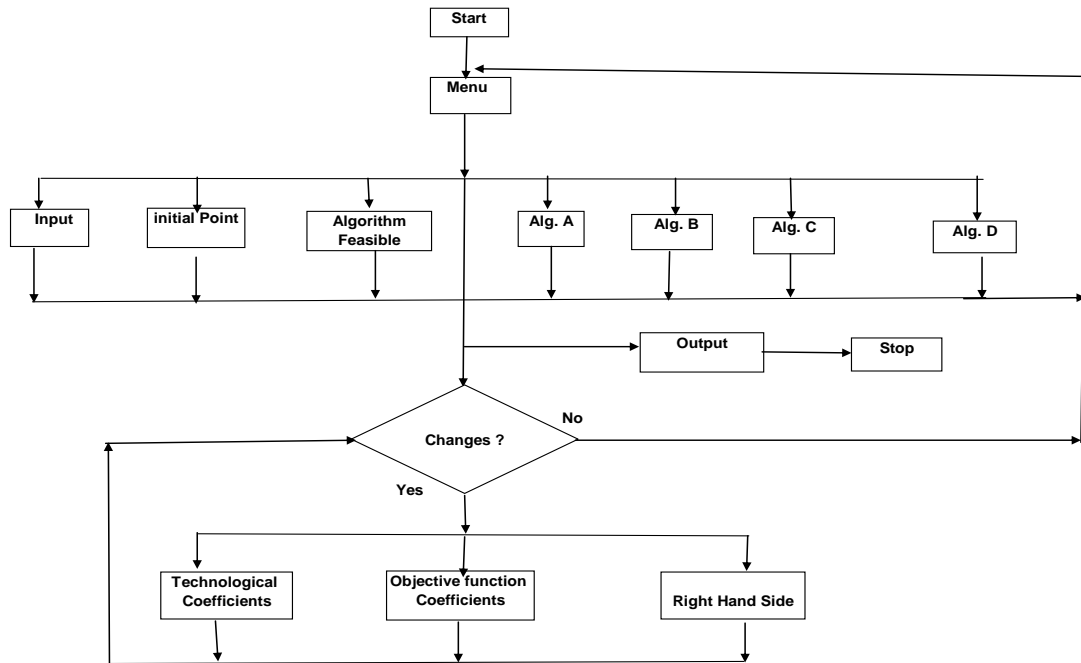 Start
Menu
Input
initial Point
Algorithm
Feasible
Alg. A
Alg. B
Alg. C
Alg. D
Output
Stop
Changes ?
No
Yes
Technological
Coefficients
Objective function
Coefficients
Right Hand Side